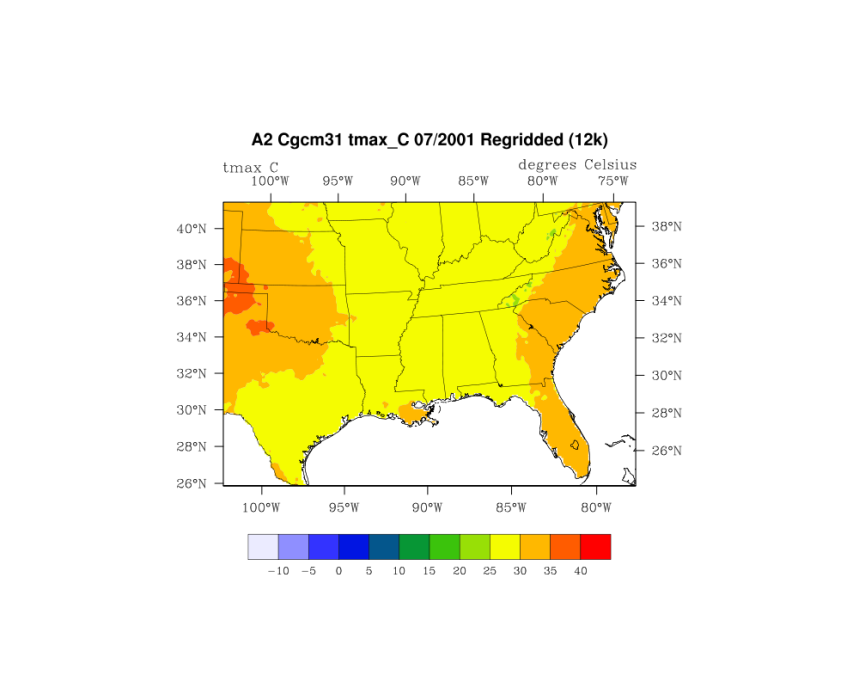 A2 Cgcm31 tmax_C 07/2001 Regridded (12k)
tmax C degrees Celsius
100°W 95°W 90°W 85°W 80°W 75°W
40°N 38°N
38°N 36°N
36°N 34°N
34°N 32°N
32°N 30°N
30°N 28°N
28°N 26°N
26°N
100°W 95°W 90°W 85°W 80°W
−10 −5 0 5 10 15 20 25 30 35 40